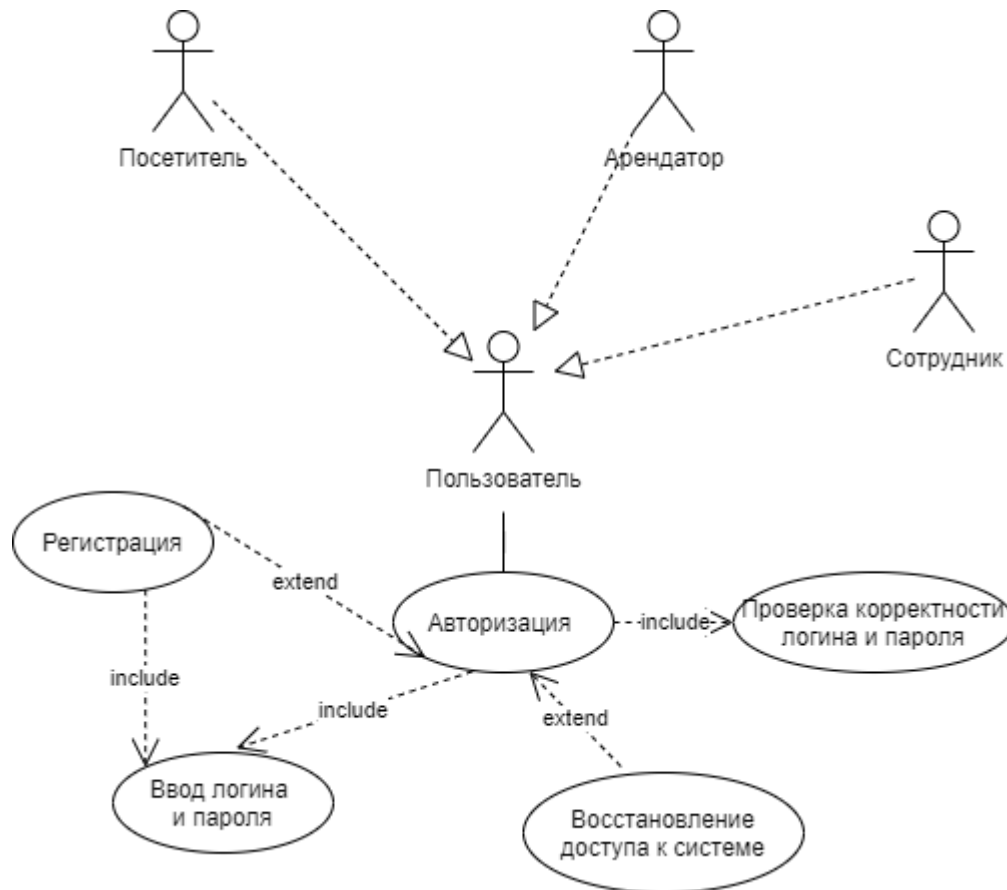 Посетитель
Арендатор
Сотрудник
Пользователь
Регистрация
extend
Авторизация
include
Проверка корректности
логина и пароля
include
include
extend
Ввод логина
и пароля
Восстановление
доступа к системе